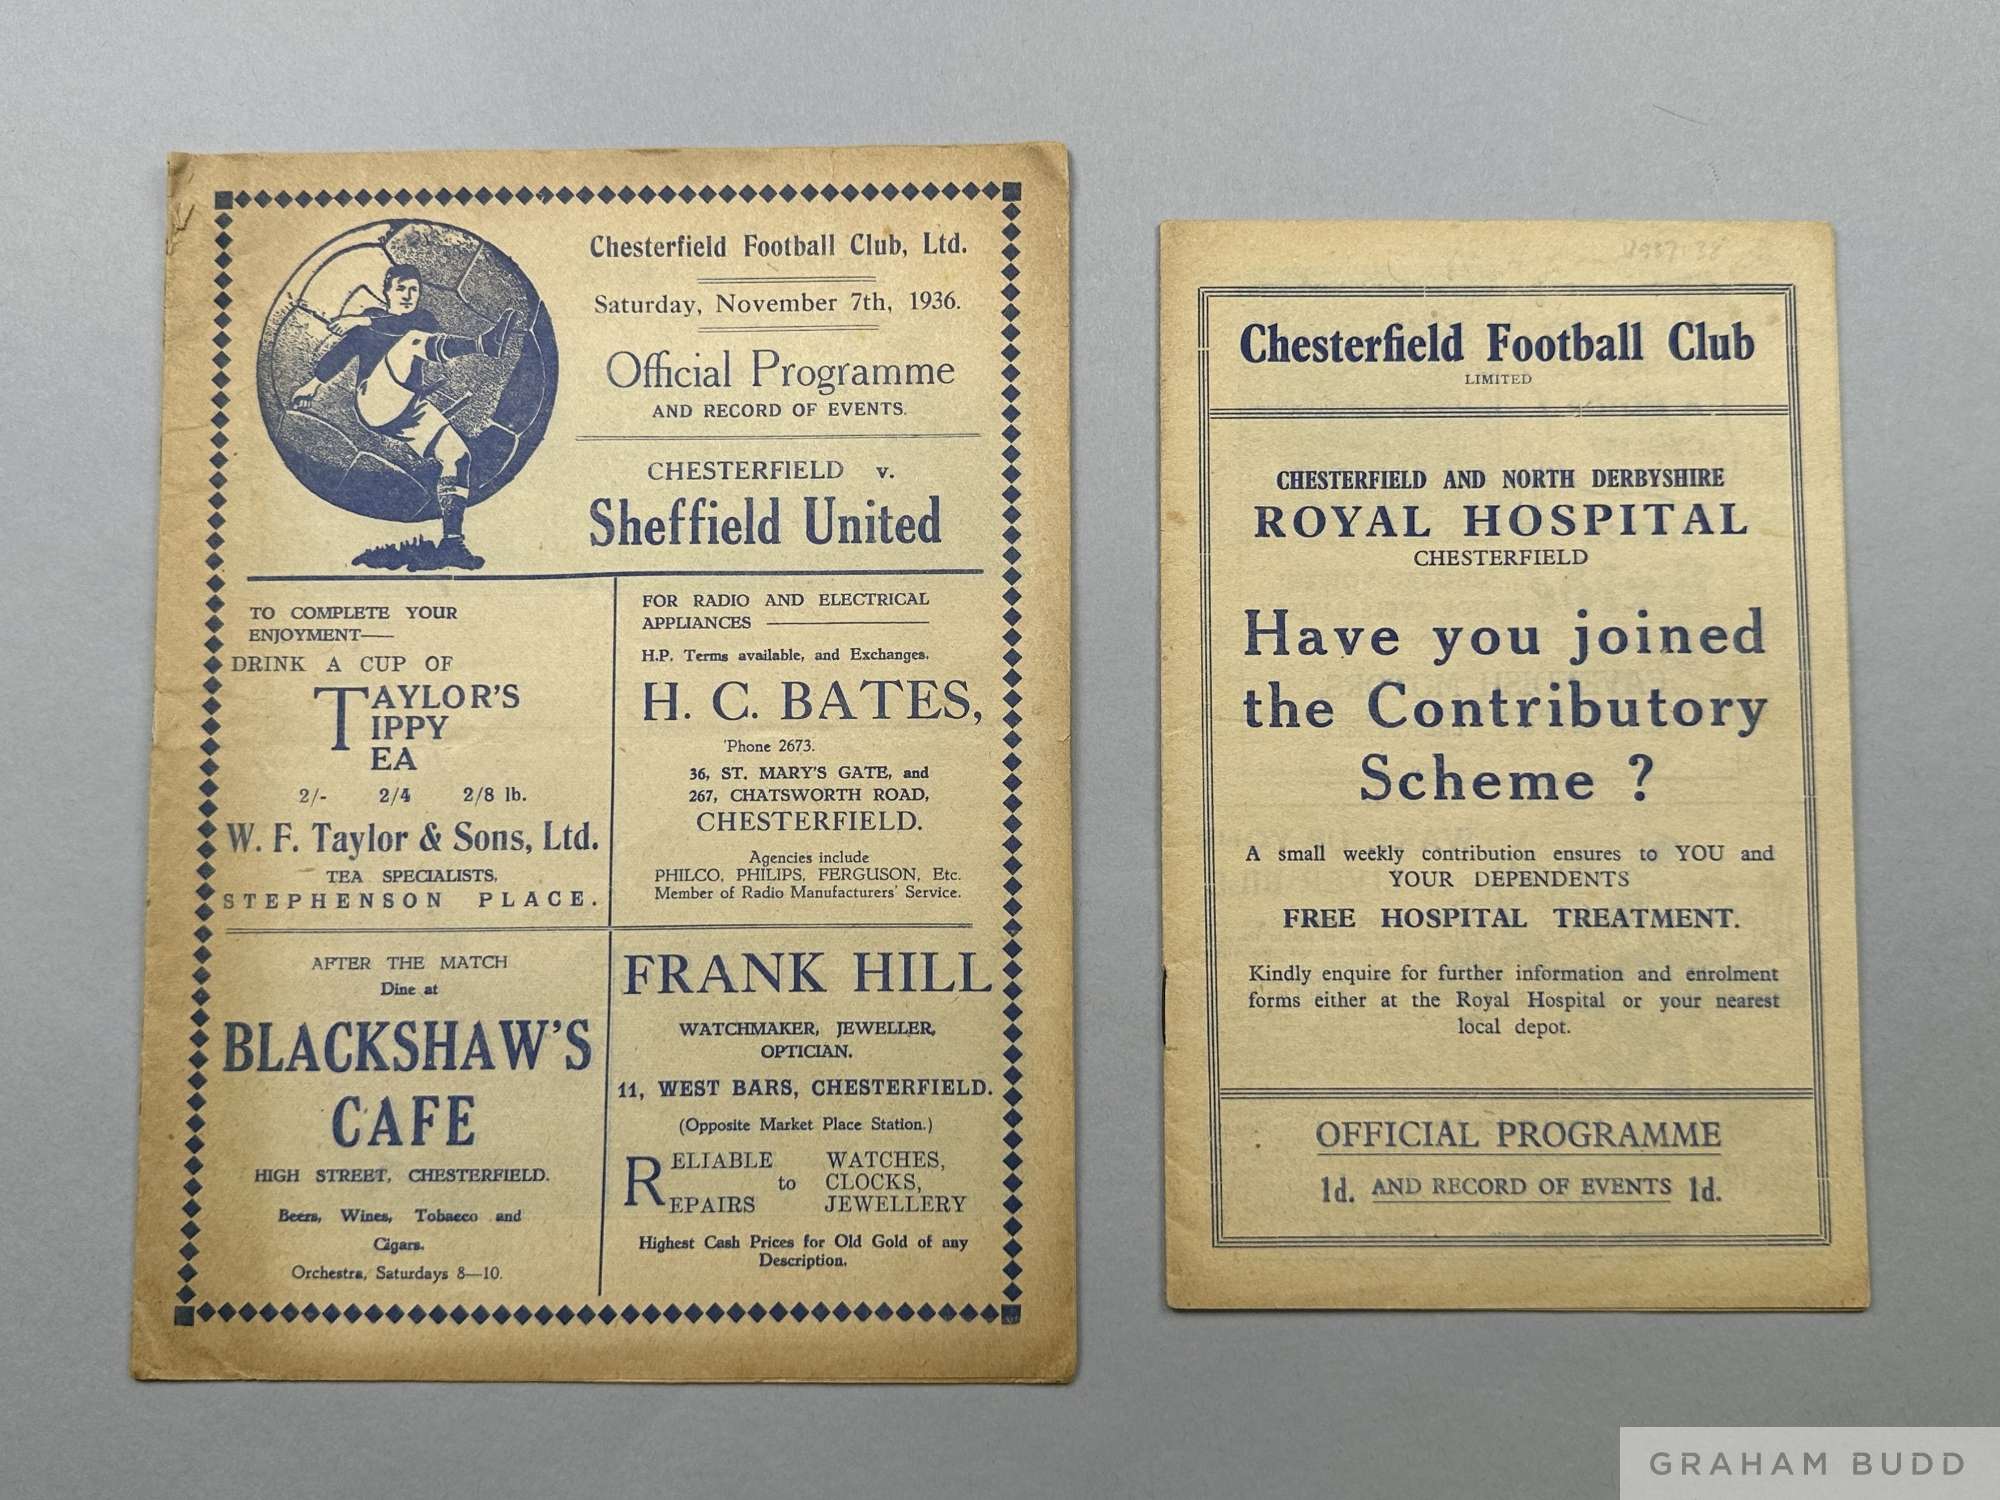 Chesterfield Football Club, Ltd.
Saturday, November 7th, 1936.
Official Programme
AND RECORD OF EVENTS.
CHESTERFIELD v.
Sheffield United
TO COMPLETE YOUR
ENJOYMENT—
DRINK A CUP OF
TAYLOR'S
TIPPY
TEA
2/- 2/4 2/8 lb.
W. F. Taylor & Sons, Ltd.
TEA SPECIALISTS,
STEPHENSON PLACE.
FOR RADIO AND ELECTRICAL
APPLIANCES
H.P. Terms available, and Exchanges.
H. C. BATES,
'Phone 2673.
36, ST. MARY'S GATE, and
267, CHATSWORTH ROAD,
CHESTERFIELD.
Agencies include
PHILCO, PHILIPS, FERGUSON, Etc.
Member of Radio Manufacturers' Service.
AFTER THE MATCH
Dine at
BLACKSHAW'S
CAFE
HIGH STREET, CHESTERFIELD.
Beers, Wines, Tobacco and
Cigars.
Orchestra, Saturdays 8—10.
FRANK HILL
WATCHMAKER, JEWELLER,
OPTICIAN.
11, WEST BARS, CHESTERFIELD.
(Opposite Market Place Station.)
RELIABLE WATCHES,
to CLOCKS,
REPAIRS JEWELLERY
Highest Cash Prices for Old Gold of any
Description.
Chesterfield Football Club
LIMITED
CHESTERFIELD AND NORTH DERBYSHIRE
ROYAL HOSPITAL
CHESTERFIELD
Have you joined
the Contributory
Scheme ?
A small weekly contribution ensures to YOU and
YOUR DEPENDENTS
FREE HOSPITAL TREATMENT.
Kindly enquire for further information and enrolment
forms either at the Royal Hospital or your nearest
local depot.
OFFICIAL PROGRAMME
1d. AND RECORD OF EVENTS 1d.
GRAHAM BUDD